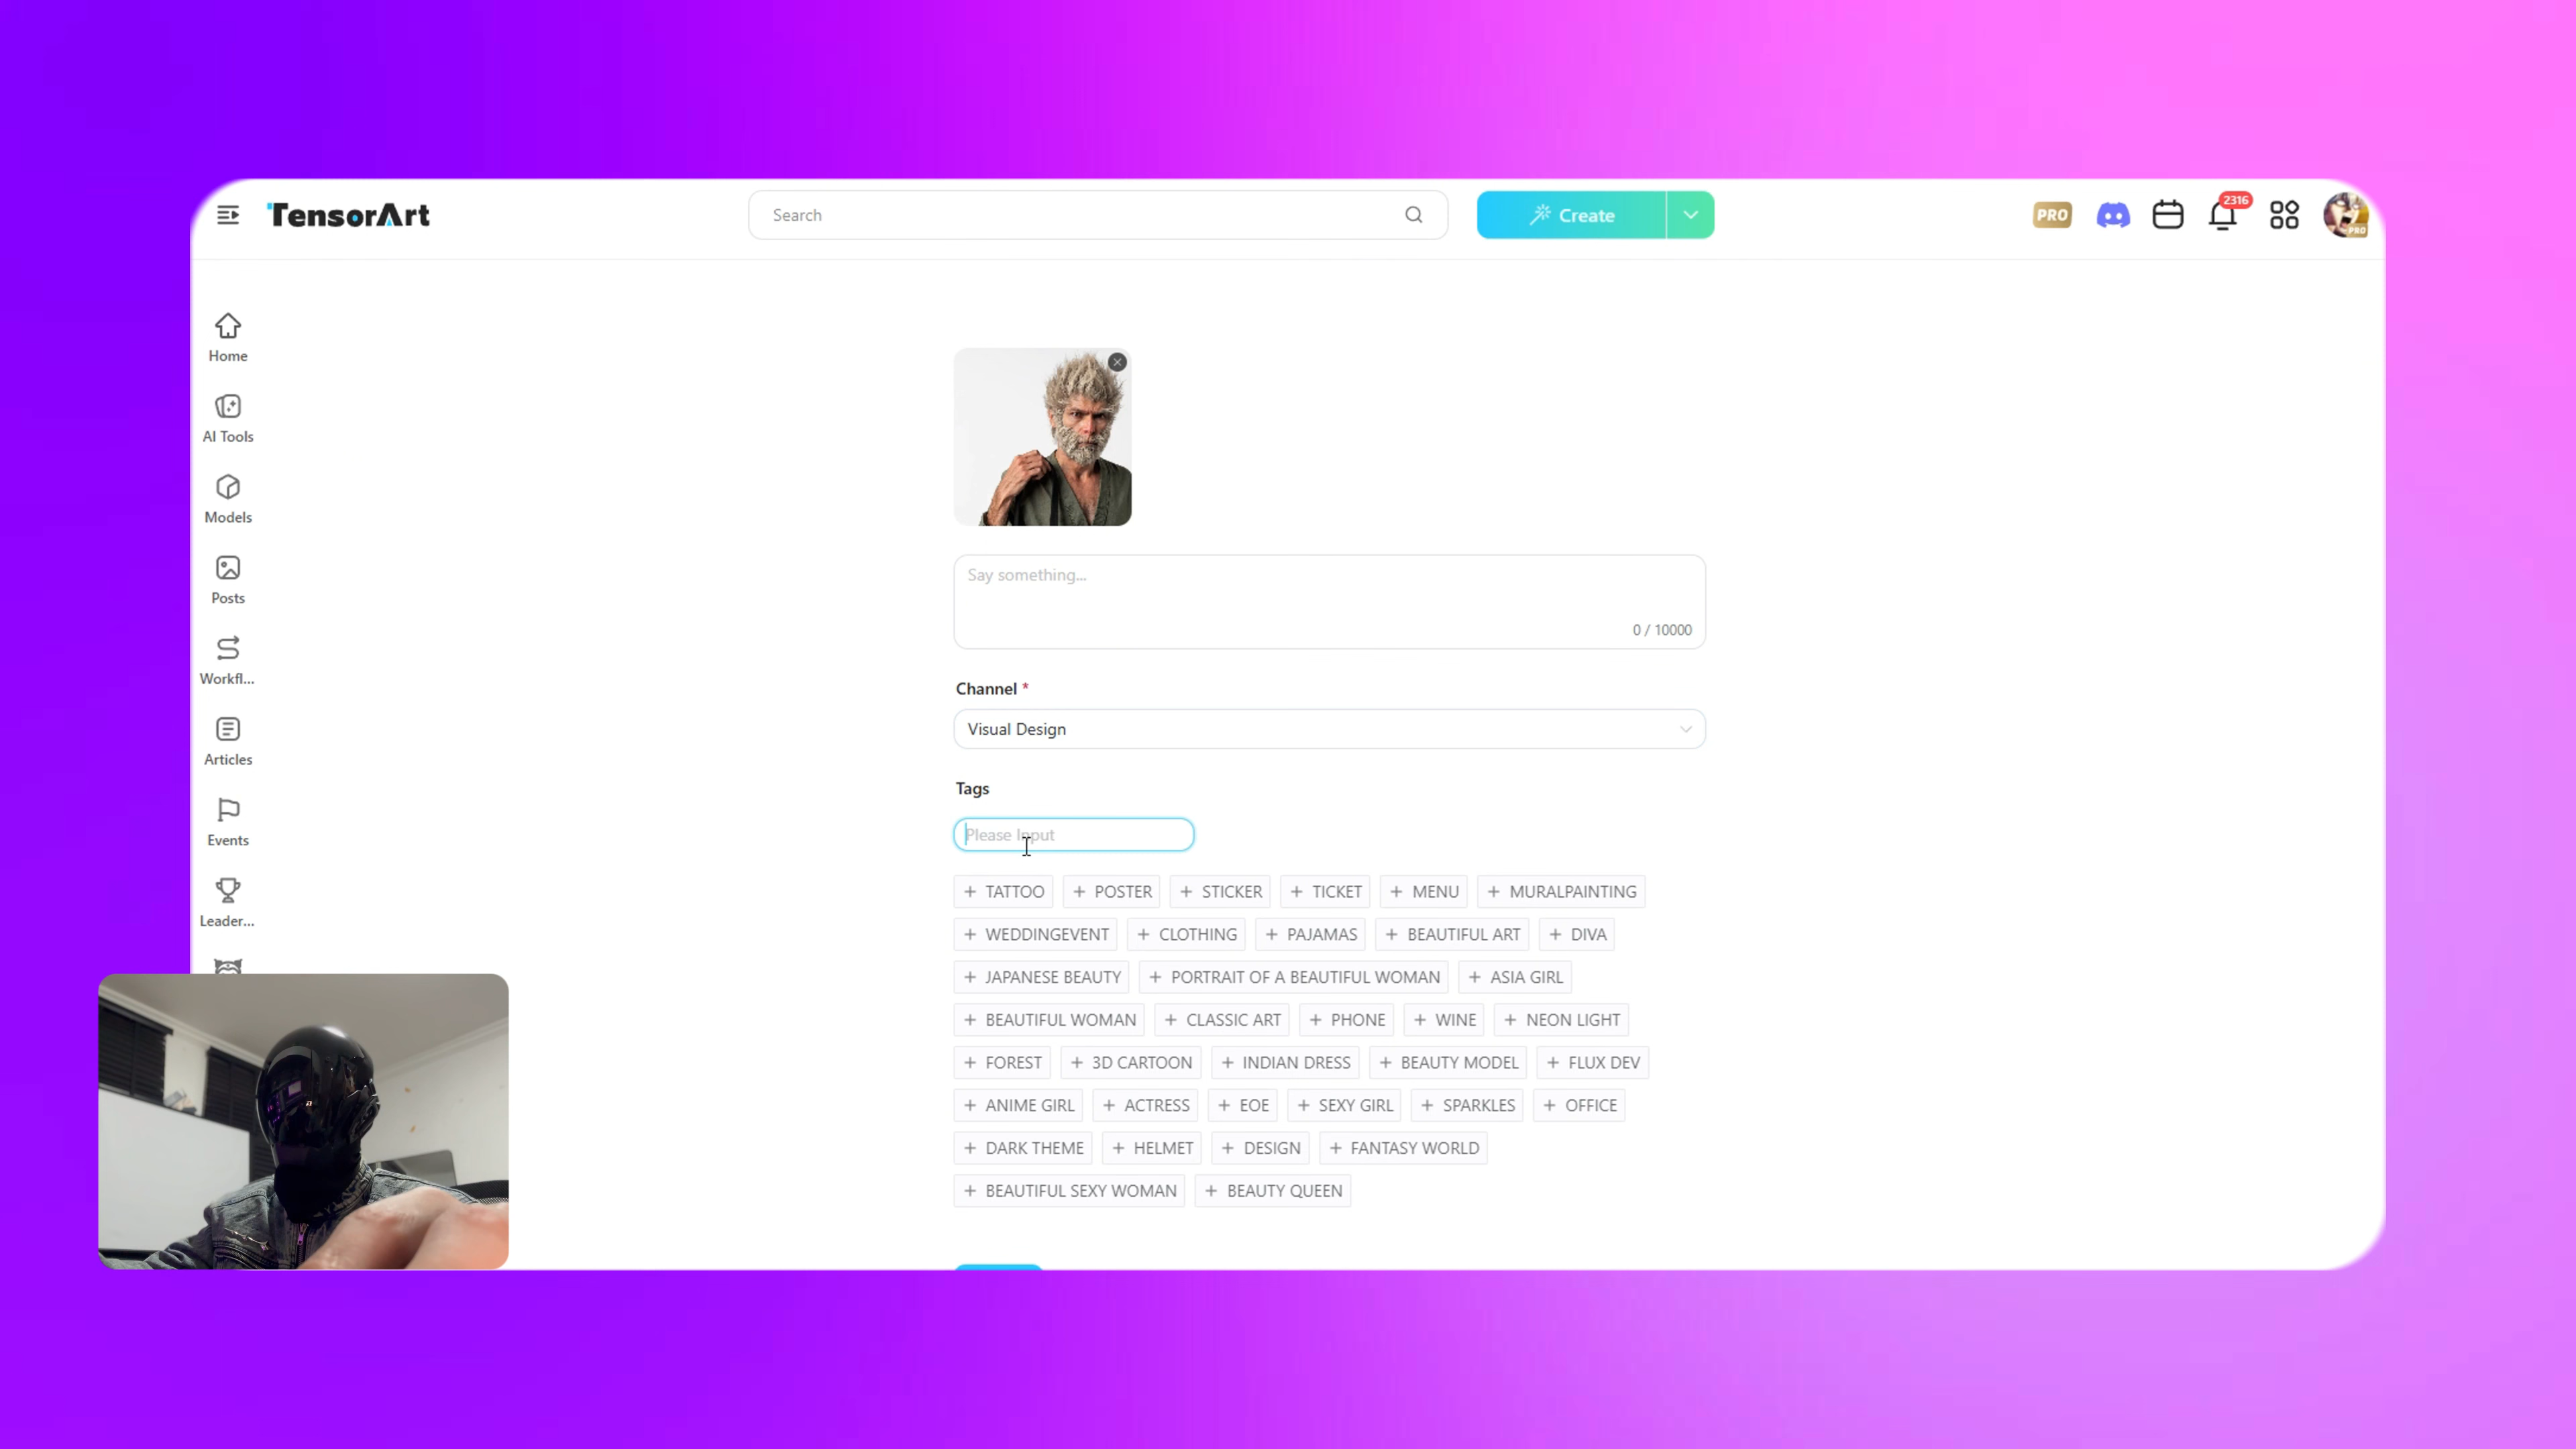 TensorArt
Search
Create
PRO
2316
PRO
Home
AI Tools
Models
Posts
Workfl...
Articles
Events
Leader...
Say something...
0 / 10000
Channel *
Visual Design
Tags
Please Input
+ TATTOO + POSTER + STICKER + TICKET + MENU + MURALPAINTING
+ WEDDINGEVENT + CLOTHING + PAJAMAS + BEAUTIFUL ART + DIVA
+ JAPANESE BEAUTY + PORTRAIT OF A BEAUTIFUL WOMAN + ASIA GIRL
+ BEAUTIFUL WOMAN + CLASSIC ART + PHONE + WINE + NEON LIGHT
+ FOREST + 3D CARTOON + INDIAN DRESS + BEAUTY MODEL + FLUX DEV
+ ANIME GIRL + ACTRESS + EOE + SEXY GIRL + SPARKLES + OFFICE
+ DARK THEME + HELMET + DESIGN + FANTASY WORLD
+ BEAUTIFUL SEXY WOMAN + BEAUTY QUEEN